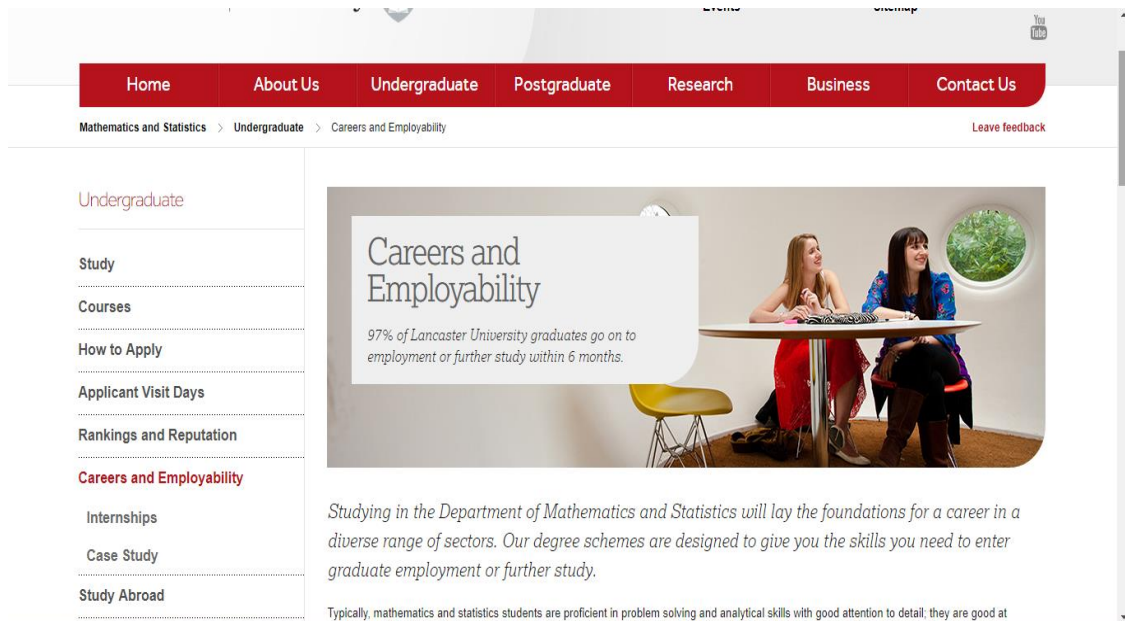 Events Sitemap
You
Tube
Home About Us Undergraduate Postgraduate Research Business Contact Us
Mathematics and Statistics > Undergraduate > Careers and Employability Leave feedback
Undergraduate
Study
Courses
How to Apply
Applicant Visit Days
Rankings and Reputation
Careers and Employability
Internships
Case Study
Study Abroad
Careers and
Employability
97% of Lancaster University graduates go on to
employment or further study within 6 months.
Studying in the Department of Mathematics and Statistics will lay the foundations for a career in a
diverse range of sectors. Our degree schemes are designed to give you the skills you need to enter
graduate employment or further study.
Typically, mathematics and statistics students are proficient in problem solving and analytical skills with good attention to detail; they are good at